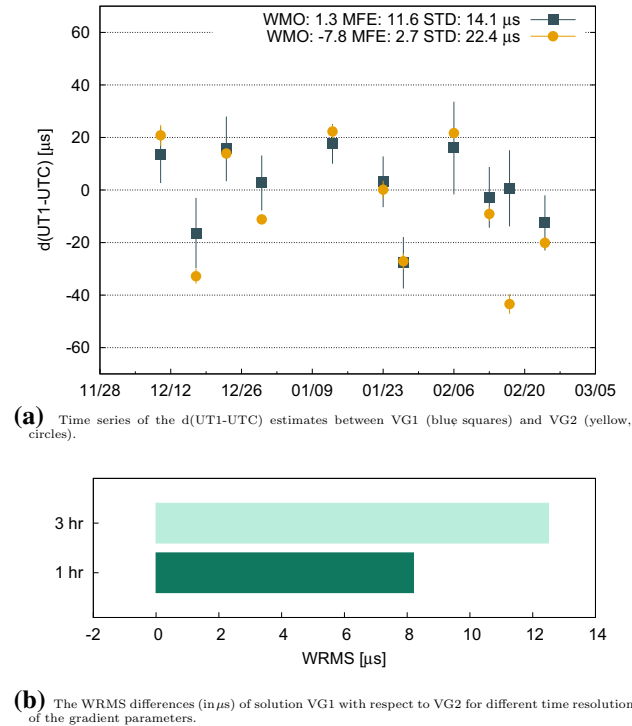 WMO: 1.3 MFE: 11.6 STD: 14.1 µs
WMO: -7.8 MFE: 2.7 STD: 22.4 µs
d(UT1-UTC) [µs]
60
40
20
0
-20
-40
-60
11/28 12/12 12/26 01/09 01/23 02/06 02/20 03/05
(a) Time series of the d(UT1-UTC) estimates between VG1 (blue squares) and VG2 (yellow,
circles).
3 hr
1 hr
-2 0 2 4 6 8 10 12 14
WRMS [µs]
(b) The WRMS differences (in µs) of solution VG1 with respect to VG2 for different time resolution
of the gradient parameters.